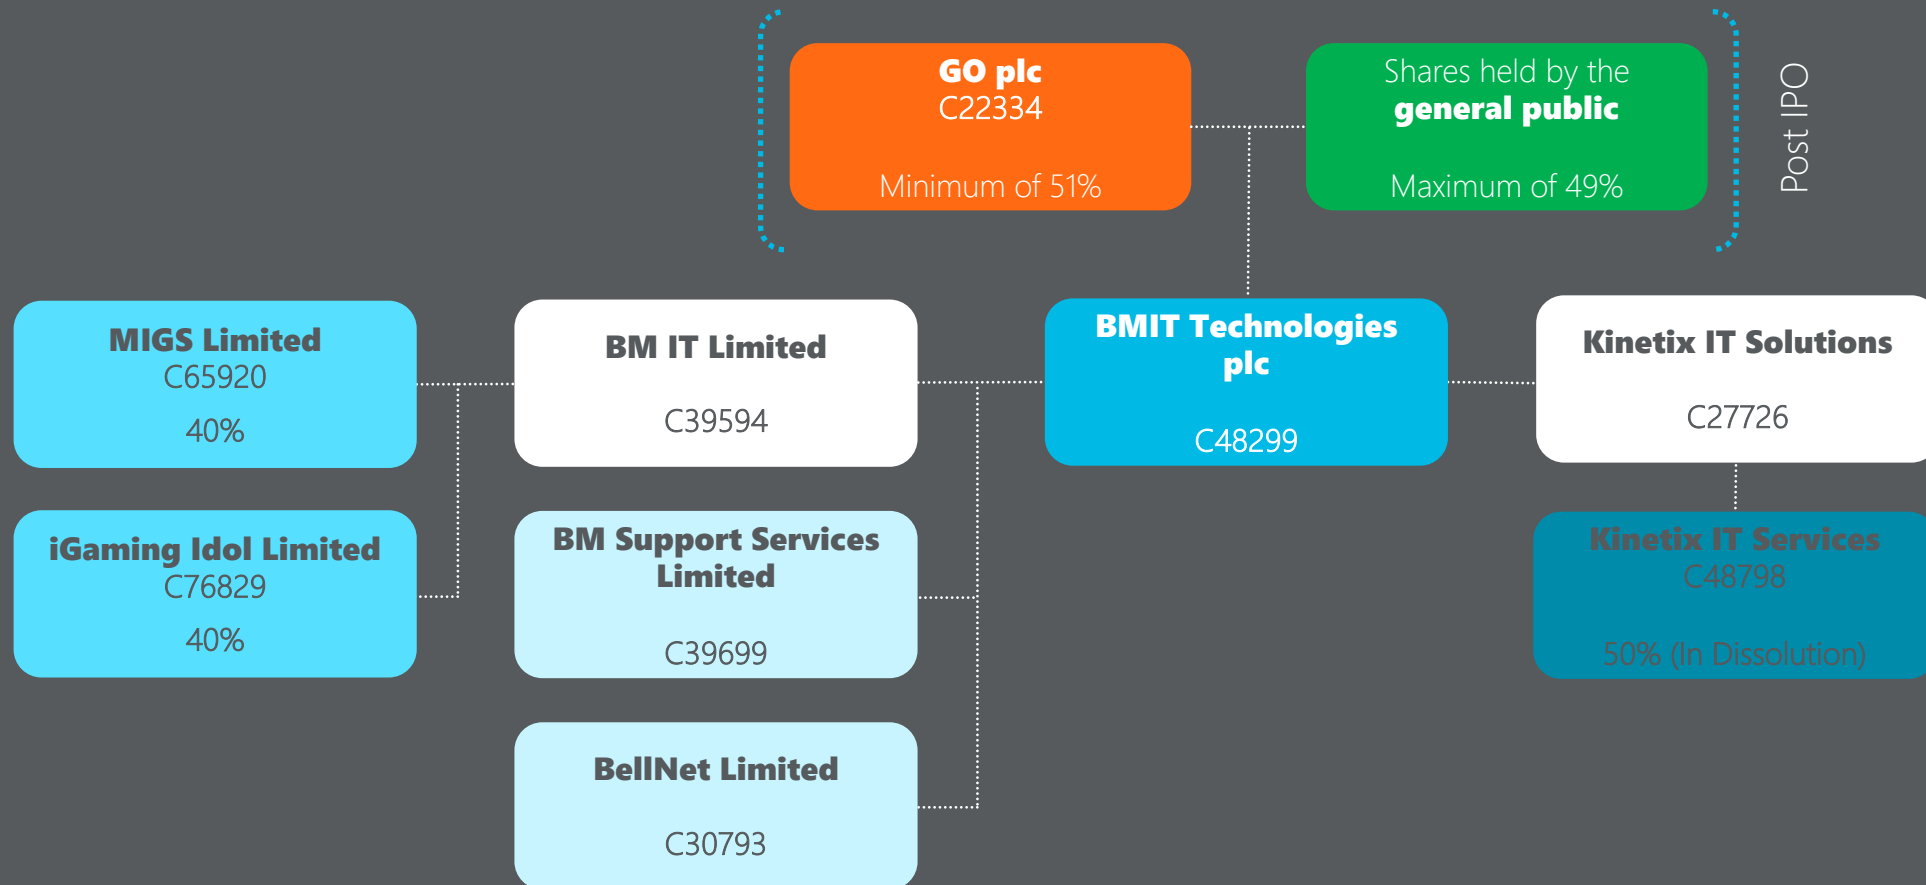 GO plc
C22334
Minimum of 51%
Shares held by the
general public
Maximum of 49%
Post IPO
MIGS Limited
C65920
40%
BM IT Limited
C39594
BMIT Technologies
plc
C48299
Kinetix IT Solutions
C27726
iGaming Idol Limited
C76829
40%
BM Support Services
Limited
C39699
Kinetix IT Services
C48798
50% (In Dissolution)
BellNet Limited
C30793